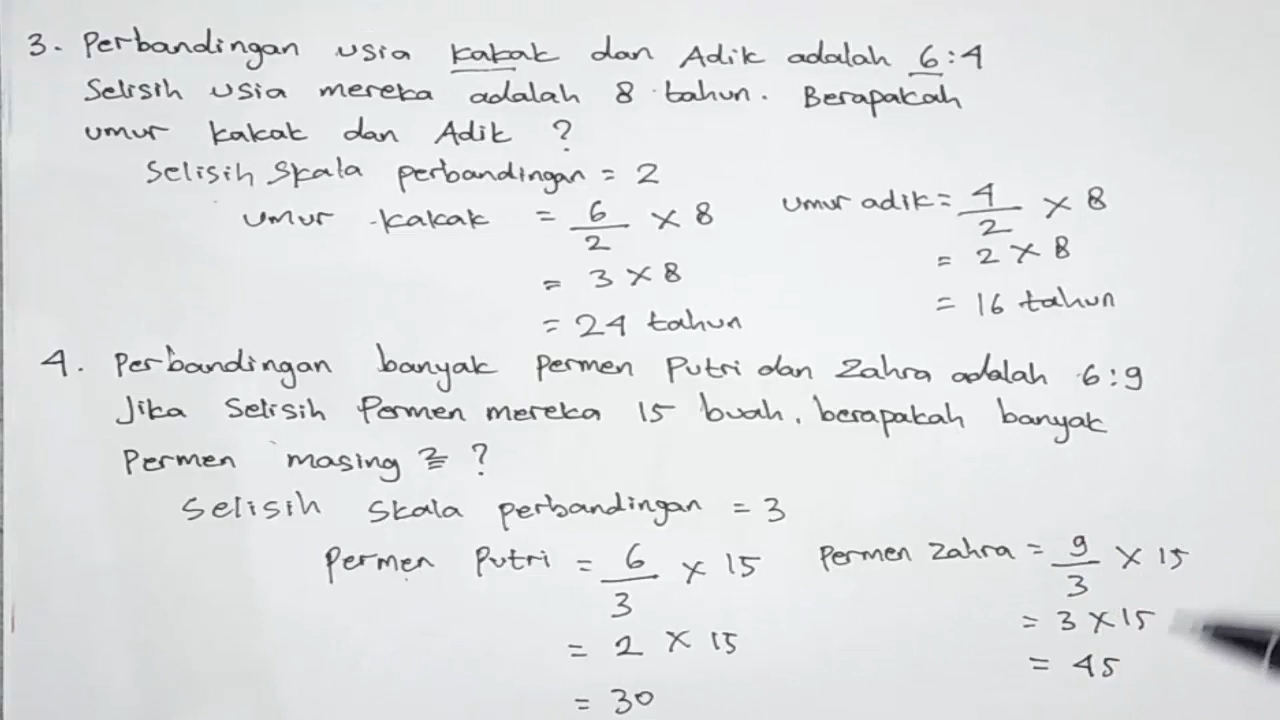 3. Perbandingan usia kakak dan Adik adalah 6:4
Selisih usia mereka adalah 8 tahun. Berapakah
umur kakak dan Adik ?
Selisih Skala perbandingan = 2
umur kakak = 6/2 × 8
= 3 × 8
= 24 tahun
umur adik = 4/2 × 8
= 2 × 8
= 16 tahun
4. Perbandingan banyak permen Putri dan Zahra adalah 6:9
Jika Selisih Permen mereka 15 buah, berapakah banyak
Permen masing 2 ?
Selisih Skala perbandingan = 3
Permen Putri = 6/3 × 15
= 2 × 15
= 30
Permen Zahra = 9/3 × 15
= 3 × 15
= 45